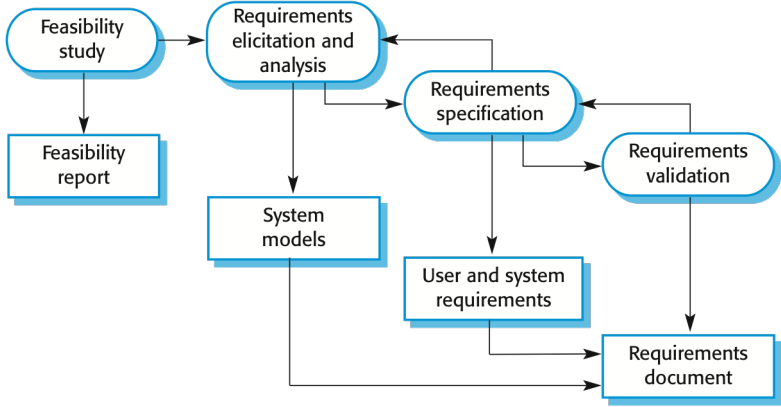 Feasibility
study
Requirements
elicitation and
analysis
Requirements
specification
Requirements
validation
Feasibility
report
System
models
User and system
requirements
Requirements
document